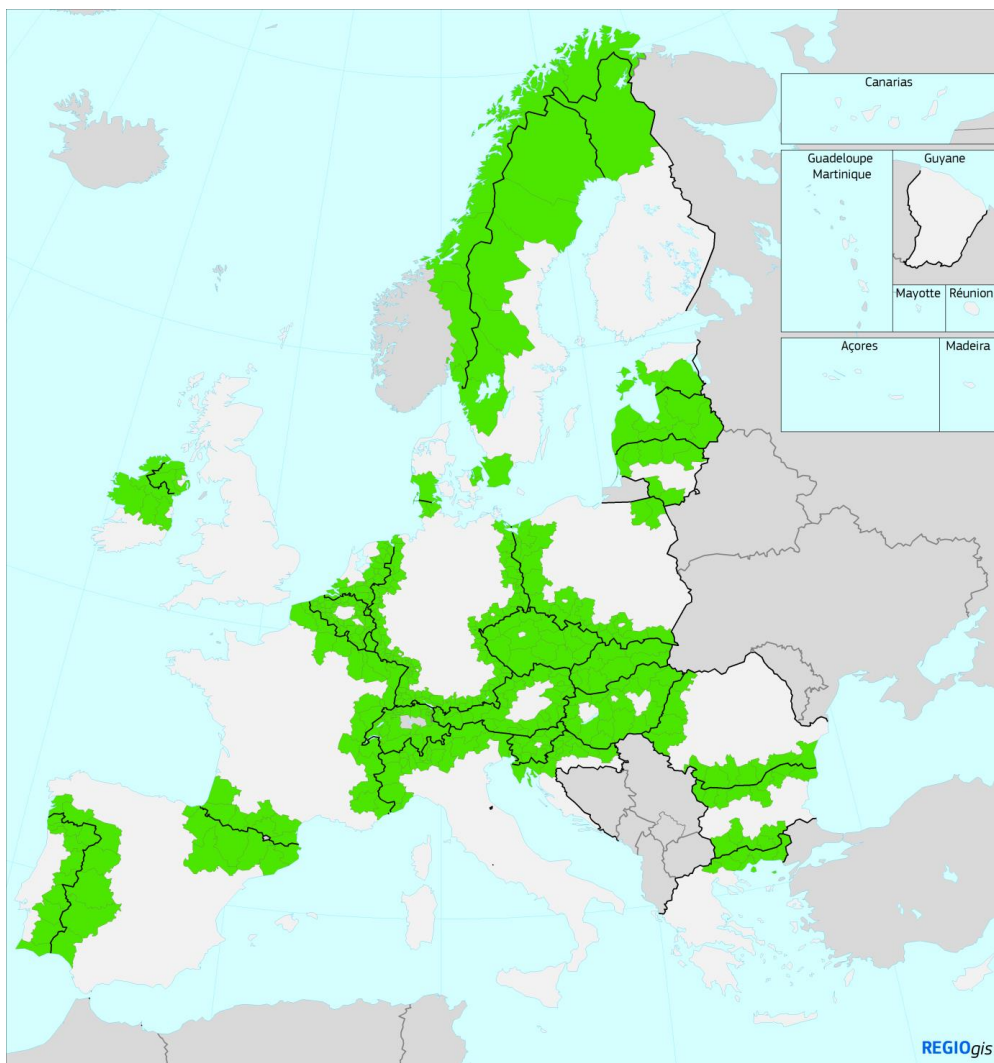 Canarias
Guadeloupe
Martinique
Guyane
Mayotte
Réunion
Açores
Madeira
REGIOgis